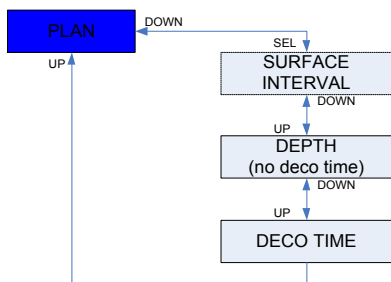 PLAN
DOWN
UP
SEL
SURFACE
INTERVAL
DOWN
UP
DEPTH
(no deco time)
DOWN
UP
DECO TIME